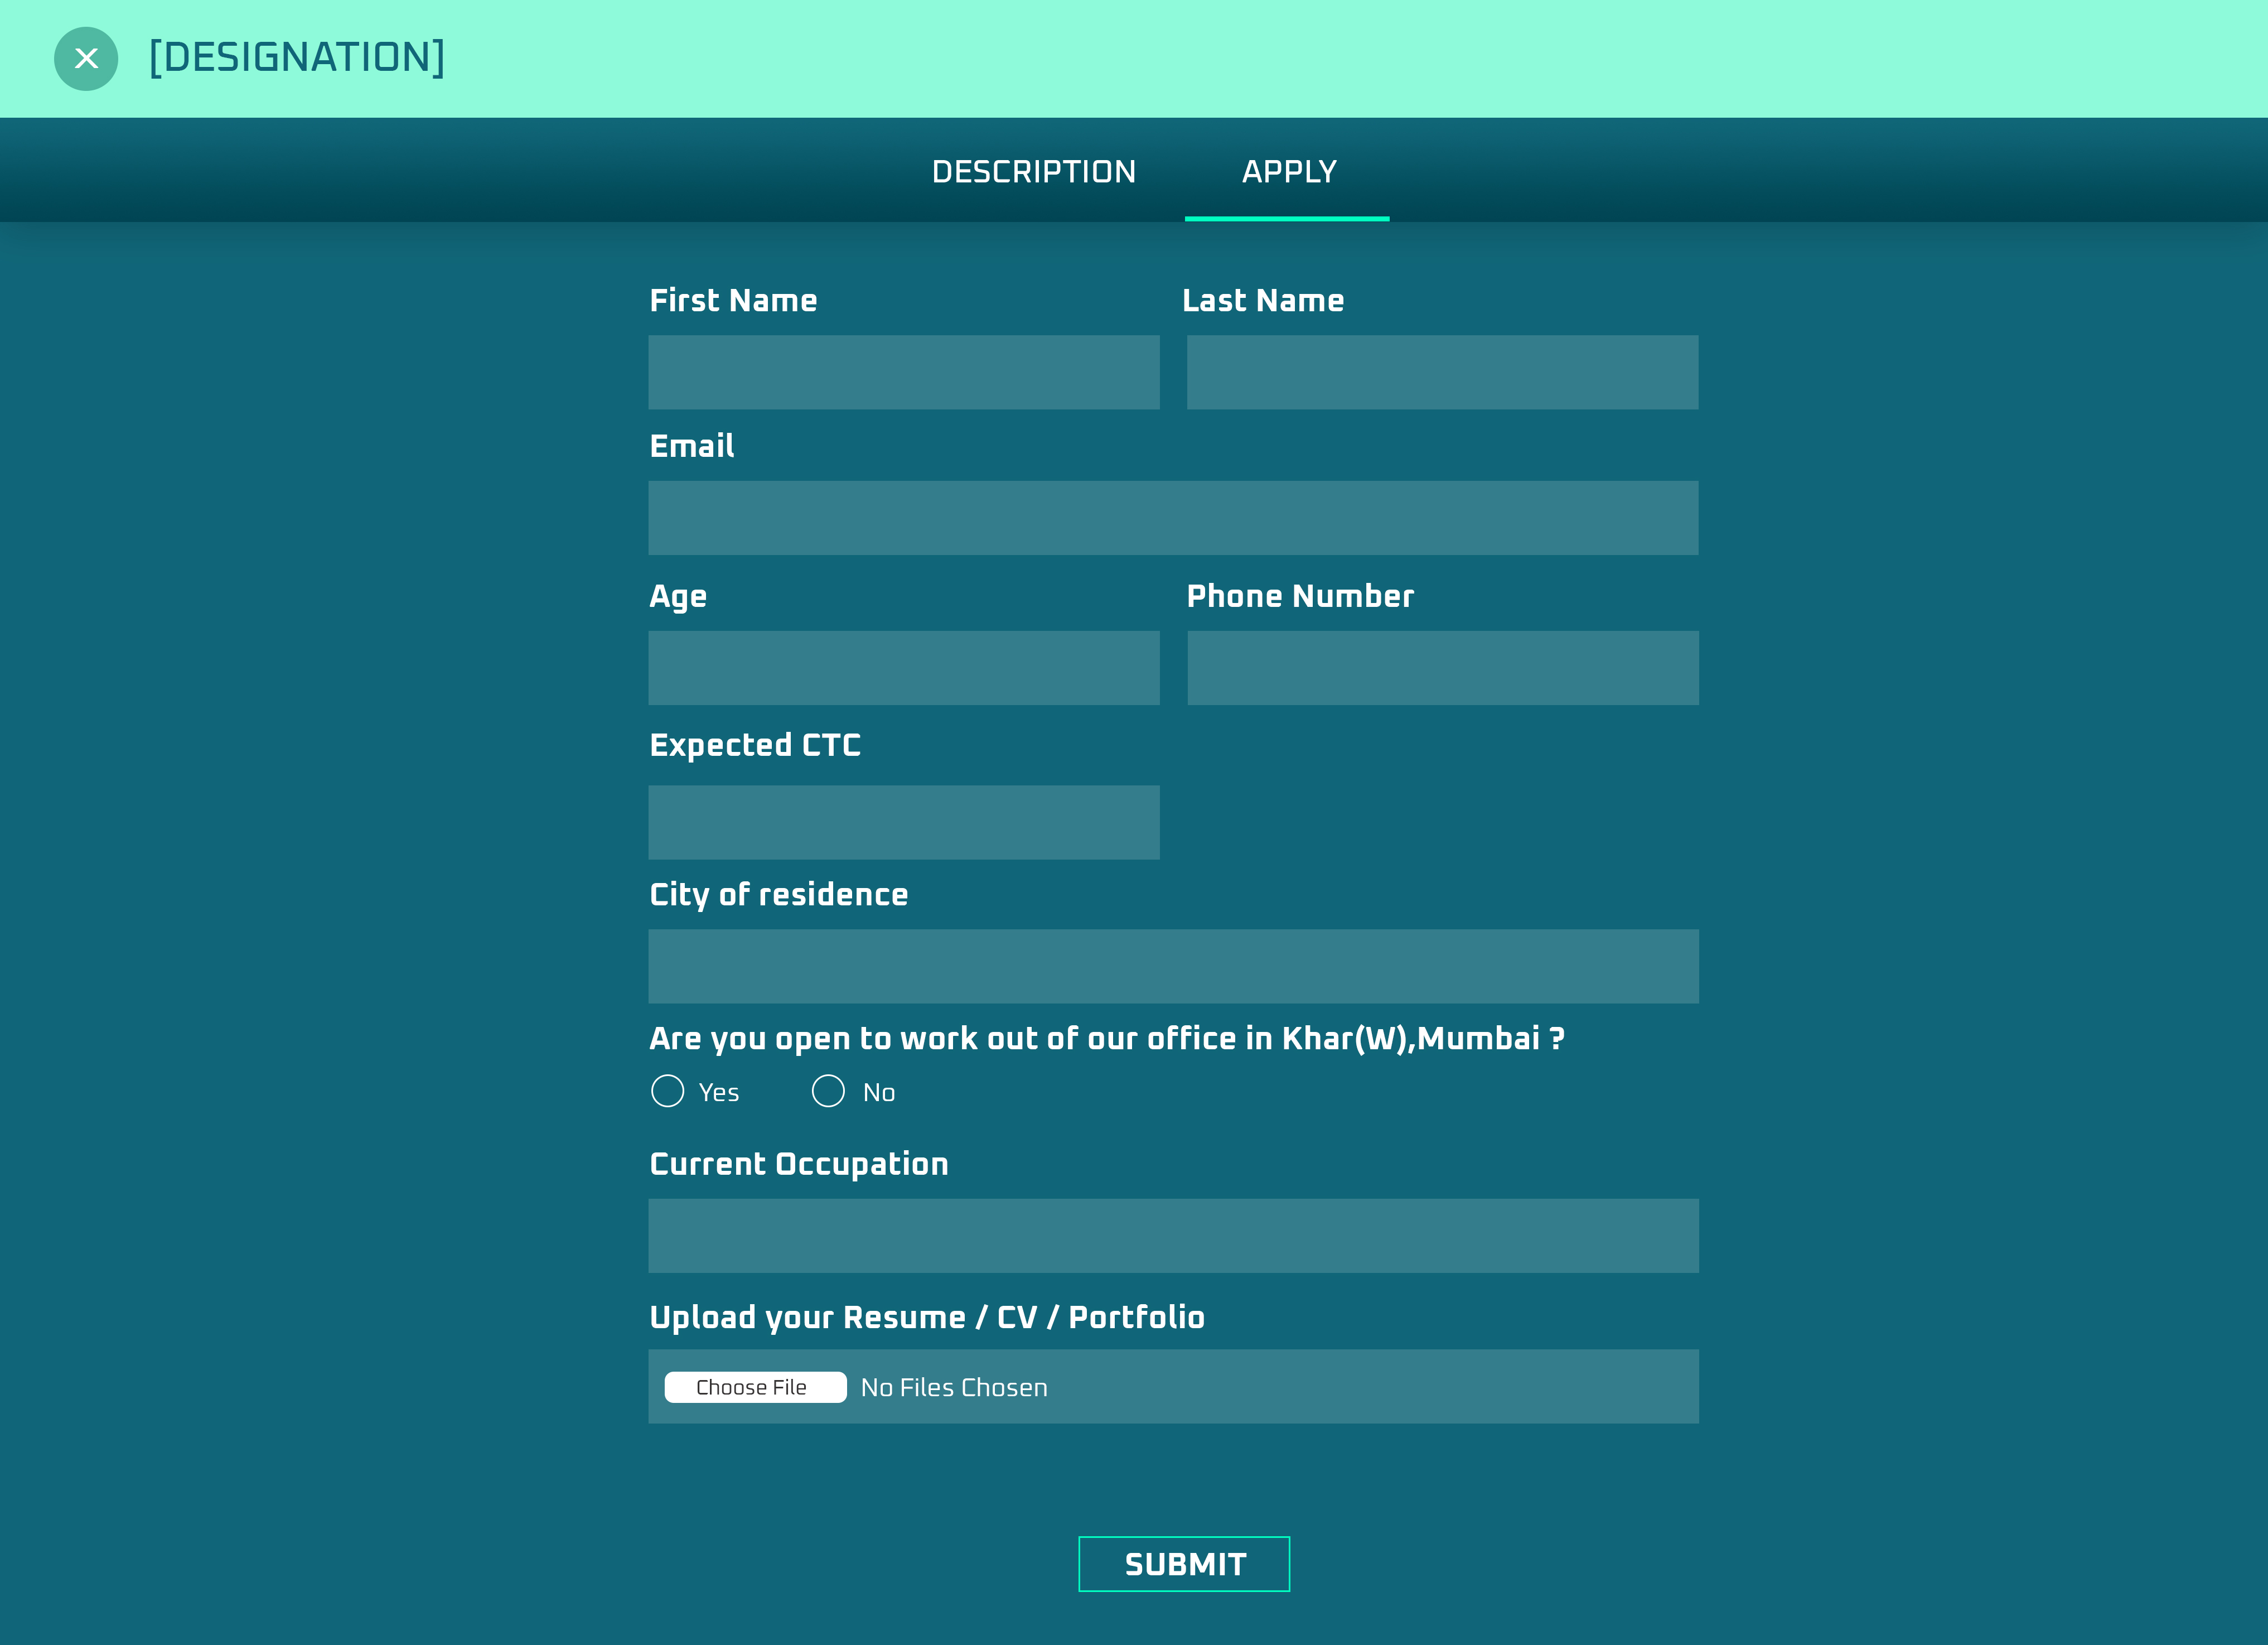 [DESIGNATION]
DESCRIPTION APPLY
First Name Last Name
Email
Age Phone Number
Expected CTC
City of residence
Are you open to work out of our office in Khar(W),Mumbai ?
Yes No
Current Occupation
Upload your Resume / CV / Portfolio
Choose File No Files Chosen
SUBMIT